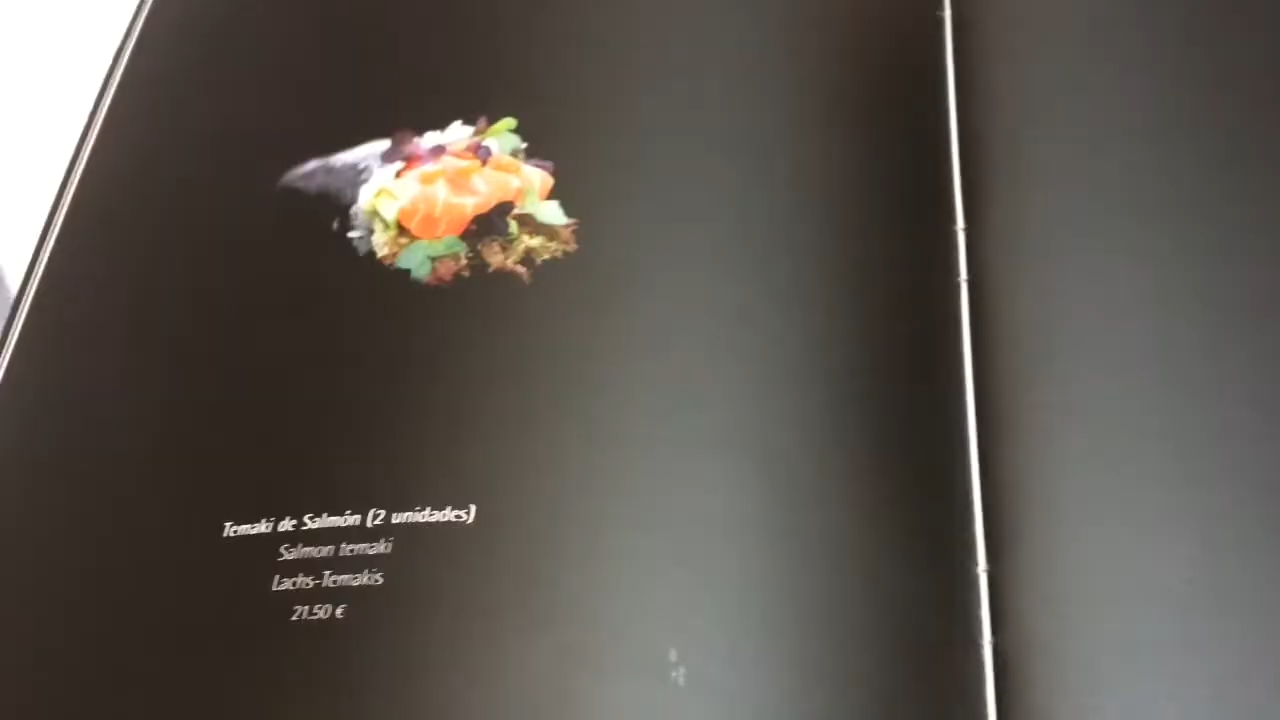 Temaki de Salmón (2 unidades)
Salmon temaki
Lachs-Temakis
21.50 €